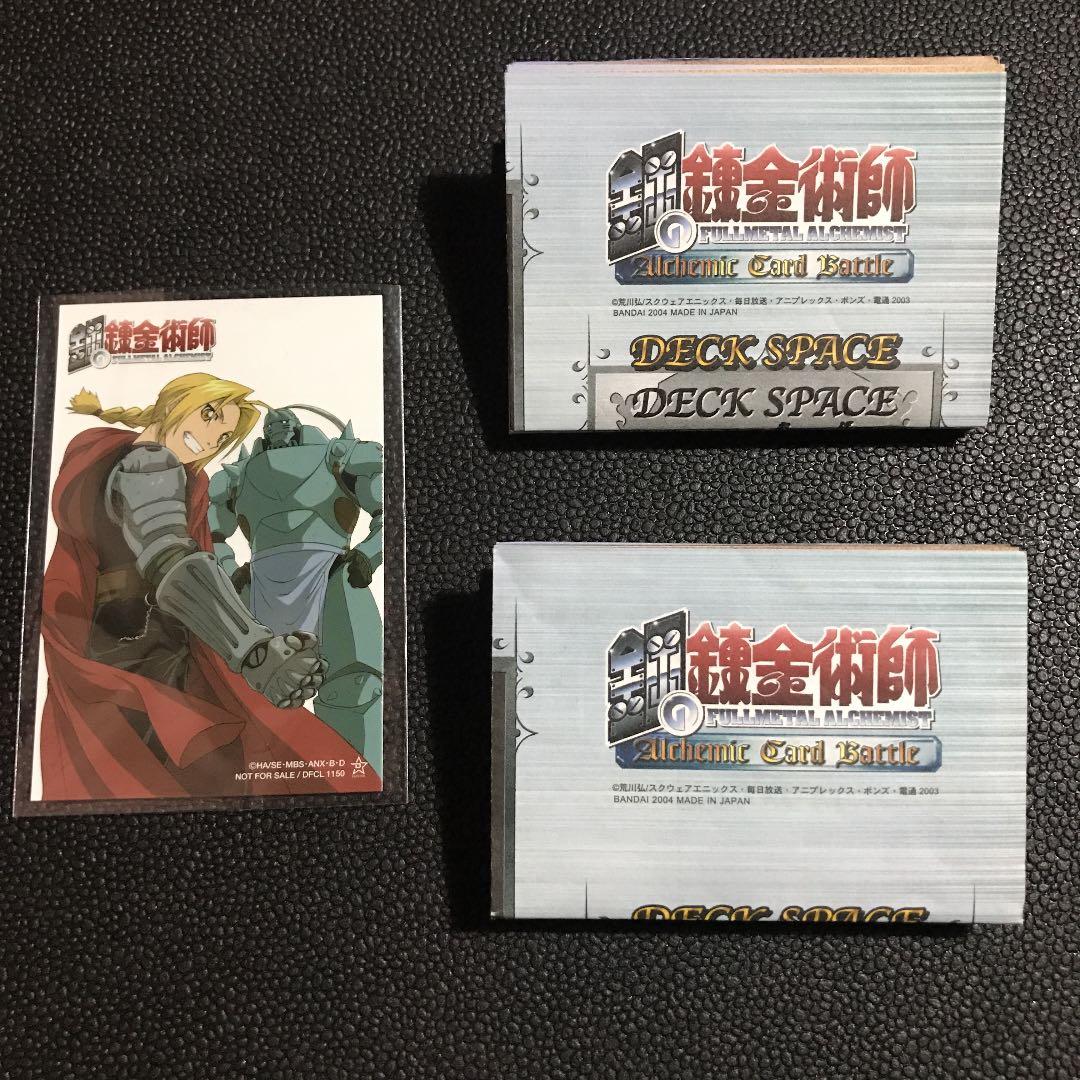 鋼の錬金術師
FULLMETAL ALCHEMIST
©HA/SE・MBS・ANX・B・D
NOT FOR SALE / DFCL 1150
鋼の錬金術師
FULLMETAL ALCHEMIST
Alchemic Card Battle
©荒川弘/スクウェアエニックス・毎日放送・アニプレックス・ボンズ・電通 2003
BANDAI 2004 MADE IN JAPAN
DECK SPACE
DECK SPACE
鋼の錬金術師
FULLMETAL ALCHEMIST
Alchemic Card Battle
©荒川弘/スクウェアエニックス・毎日放送・アニプレックス・ボンズ・電通 2003
BANDAI 2004 MADE IN JAPAN
DECK SPACE